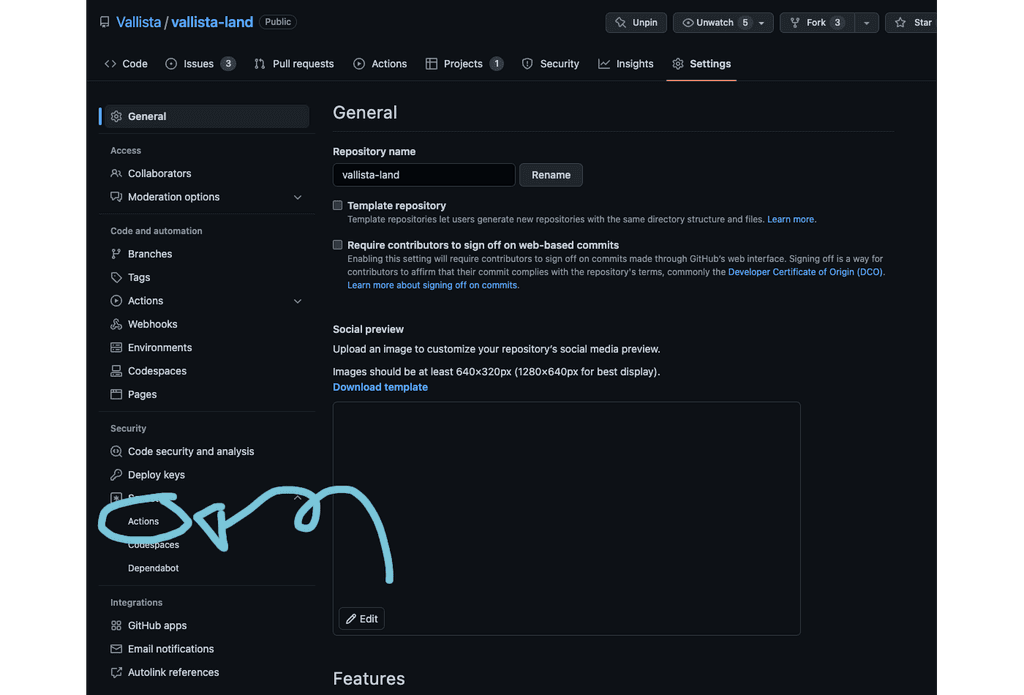 Vallista / vallista-land Public
Unpin Unwatch 5 Fork 3 Star
Code Issues 3 Pull requests Actions Projects 1 Security Insights Settings
General
Access
Collaborators
Moderation options
Code and automation
Branches
Tags
Actions
Webhooks
Environments
Codespaces
Pages
Security
Code security and analysis
Deploy keys
Actions
Codespaces
Dependabot
Integrations
GitHub apps
Email notifications
Autolink references
General
Repository name
vallista-land Rename
Template repository
Template repositories let users generate new repositories with the same directory structure and files. Learn more.
Require contributors to sign off on web-based commits
Enabling this setting will require contributors to sign off on commits made through GitHub's web interface. Signing off is a way for
contributors to affirm that their commit complies with the repository's terms, commonly the Developer Certificate of Origin (DCO).
Learn more about signing off on commits.
Social preview
Upload an image to customize your repository's social media preview.
Images should be at least 640×320px (1280×640px for best display).
Download template
Edit
Features